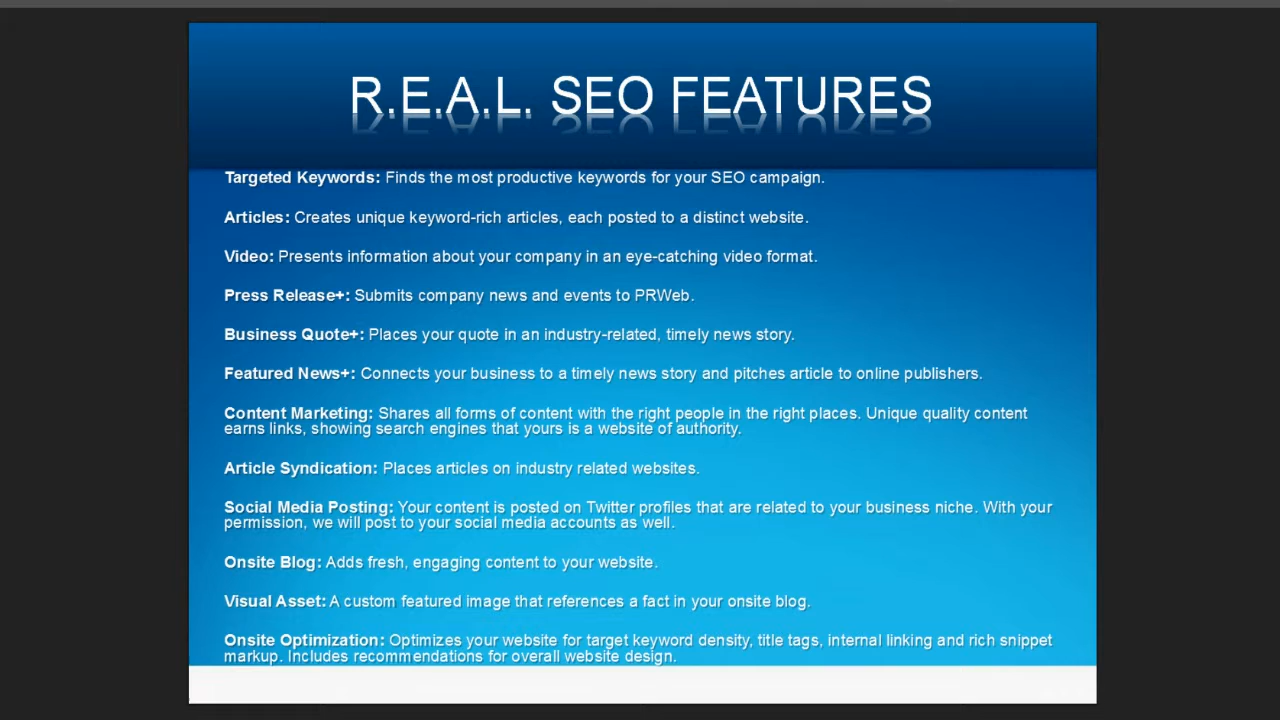 R.E.A.L. SEO FEATURES
Targeted Keywords: Finds the most productive keywords for your SEO campaign.
Articles: Creates unique keyword-rich articles, each posted to a distinct website.
Video: Presents information about your company in an eye-catching video format.
Press Release+: Submits company news and events to PRWeb.
Business Quote+: Places your quote in an industry-related, timely news story.
Featured News+: Connects your business to a timely news story and pitches article to online publishers.
Content Marketing: Shares all forms of content with the right people in the right places. Unique quality content
earns links, showing search engines that yours is a website of authority.
Article Syndication: Places articles on industry related websites.
Social Media Posting: Your content is posted on Twitter profiles that are related to your business niche. With your
permission, we will post to your social media accounts as well.
Onsite Blog: Adds fresh, engaging content to your website.
Visual Asset: A custom featured image that references a fact in your onsite blog.
Onsite Optimization: Optimizes your website for target keyword density, title tags, internal linking and rich snippet
markup. Includes recommendations for overall website design.